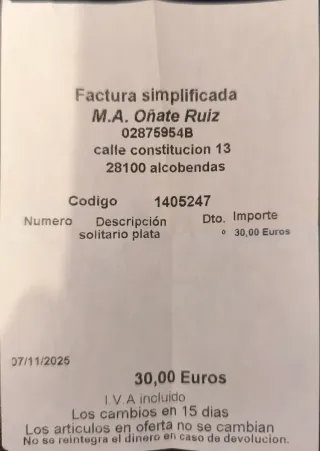 Factura simplificada
M.A. Oñate Ruiz
02875954B
calle constitucion 13
28100 alcobendas
Codigo 1405247
Numero Descripción Dto. Importe
solitario plata º 30,00 Euros
07/11/2025
30,00 Euros
I.V.A incluido
Los cambios en 15 dias
Los articulos en oferta no se cambian
No se reintegra el dinero en caso de devolucion.